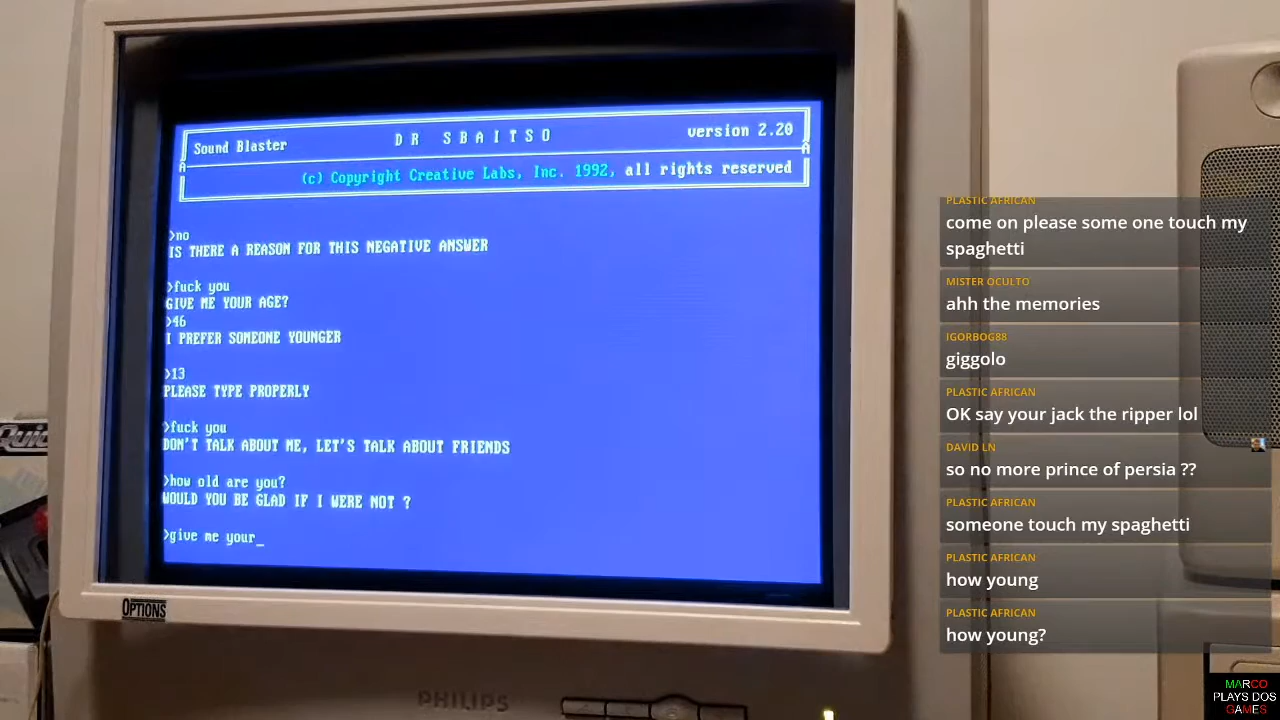 Sound Blaster DR SBAITSO version 2.20
(c) Copyright Creative Labs, Inc. 1992, all rights reserved
>no
IS THERE A REASON FOR THIS NEGATIVE ANSWER
>fuck you
GIVE ME YOUR AGE?
>46
I PREFER SOMEONE YOUNGER
>13
PLEASE TYPE PROPERLY
>fuck you
DON'T TALK ABOUT ME, LET'S TALK ABOUT FRIENDS
>how old are you?
WOULD YOU BE GLAD IF I WERE NOT ?
>give me your_
OPTIONS
PHILIPS
PLASTIC AFRICAN
come on please some one touch my
spaghetti
MISTER OCULTO
ahh the memories
IGORBOG88
giggolo
PLASTIC AFRICAN
OK say your jack the ripper lol
DAVID LN
so no more prince of persia ??
PLASTIC AFRICAN
someone touch my spaghetti
PLASTIC AFRICAN
how young
PLASTIC AFRICAN
how young?
MARCO
PLAYS DOS
GAMES